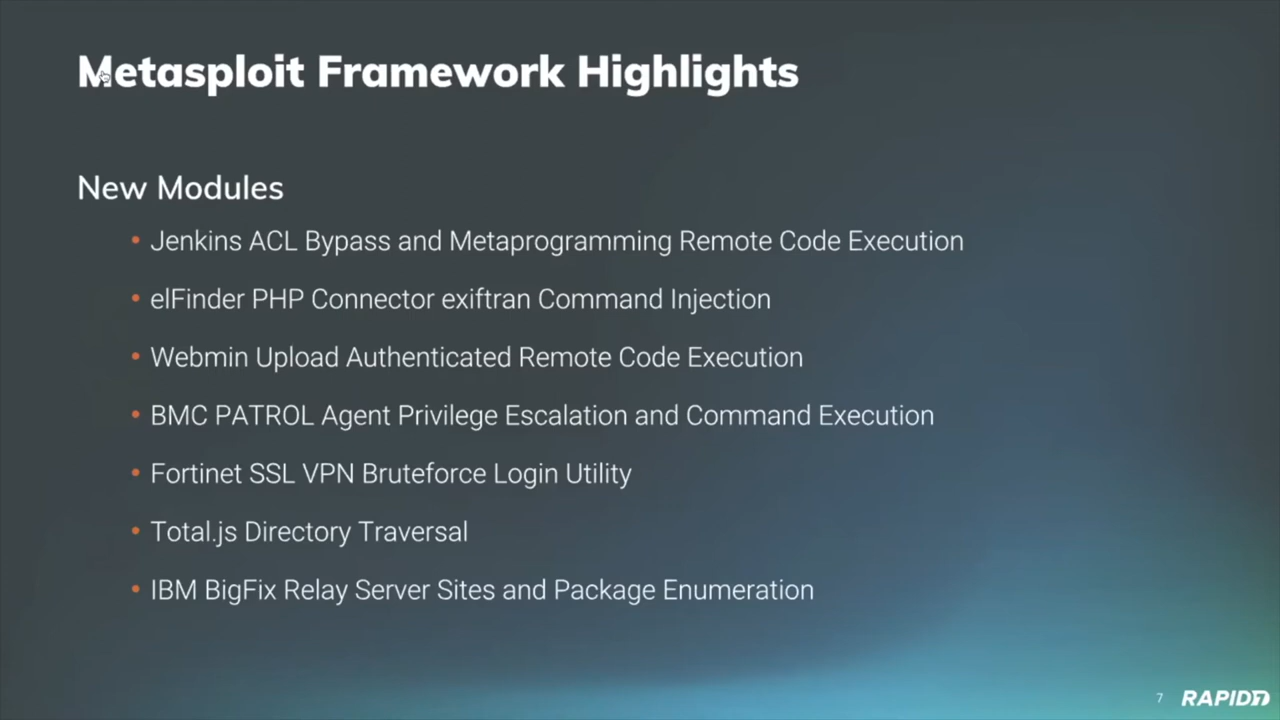 Metasploit Framework Highlights
New Modules
• Jenkins ACL Bypass and Metaprogramming Remote Code Execution
• elFinder PHP Connector exiftran Command Injection
• Webmin Upload Authenticated Remote Code Execution
• BMC PATROL Agent Privilege Escalation and Command Execution
• Fortinet SSL VPN Bruteforce Login Utility
• Total.js Directory Traversal
• IBM BigFix Relay Server Sites and Package Enumeration
7 RAPID7